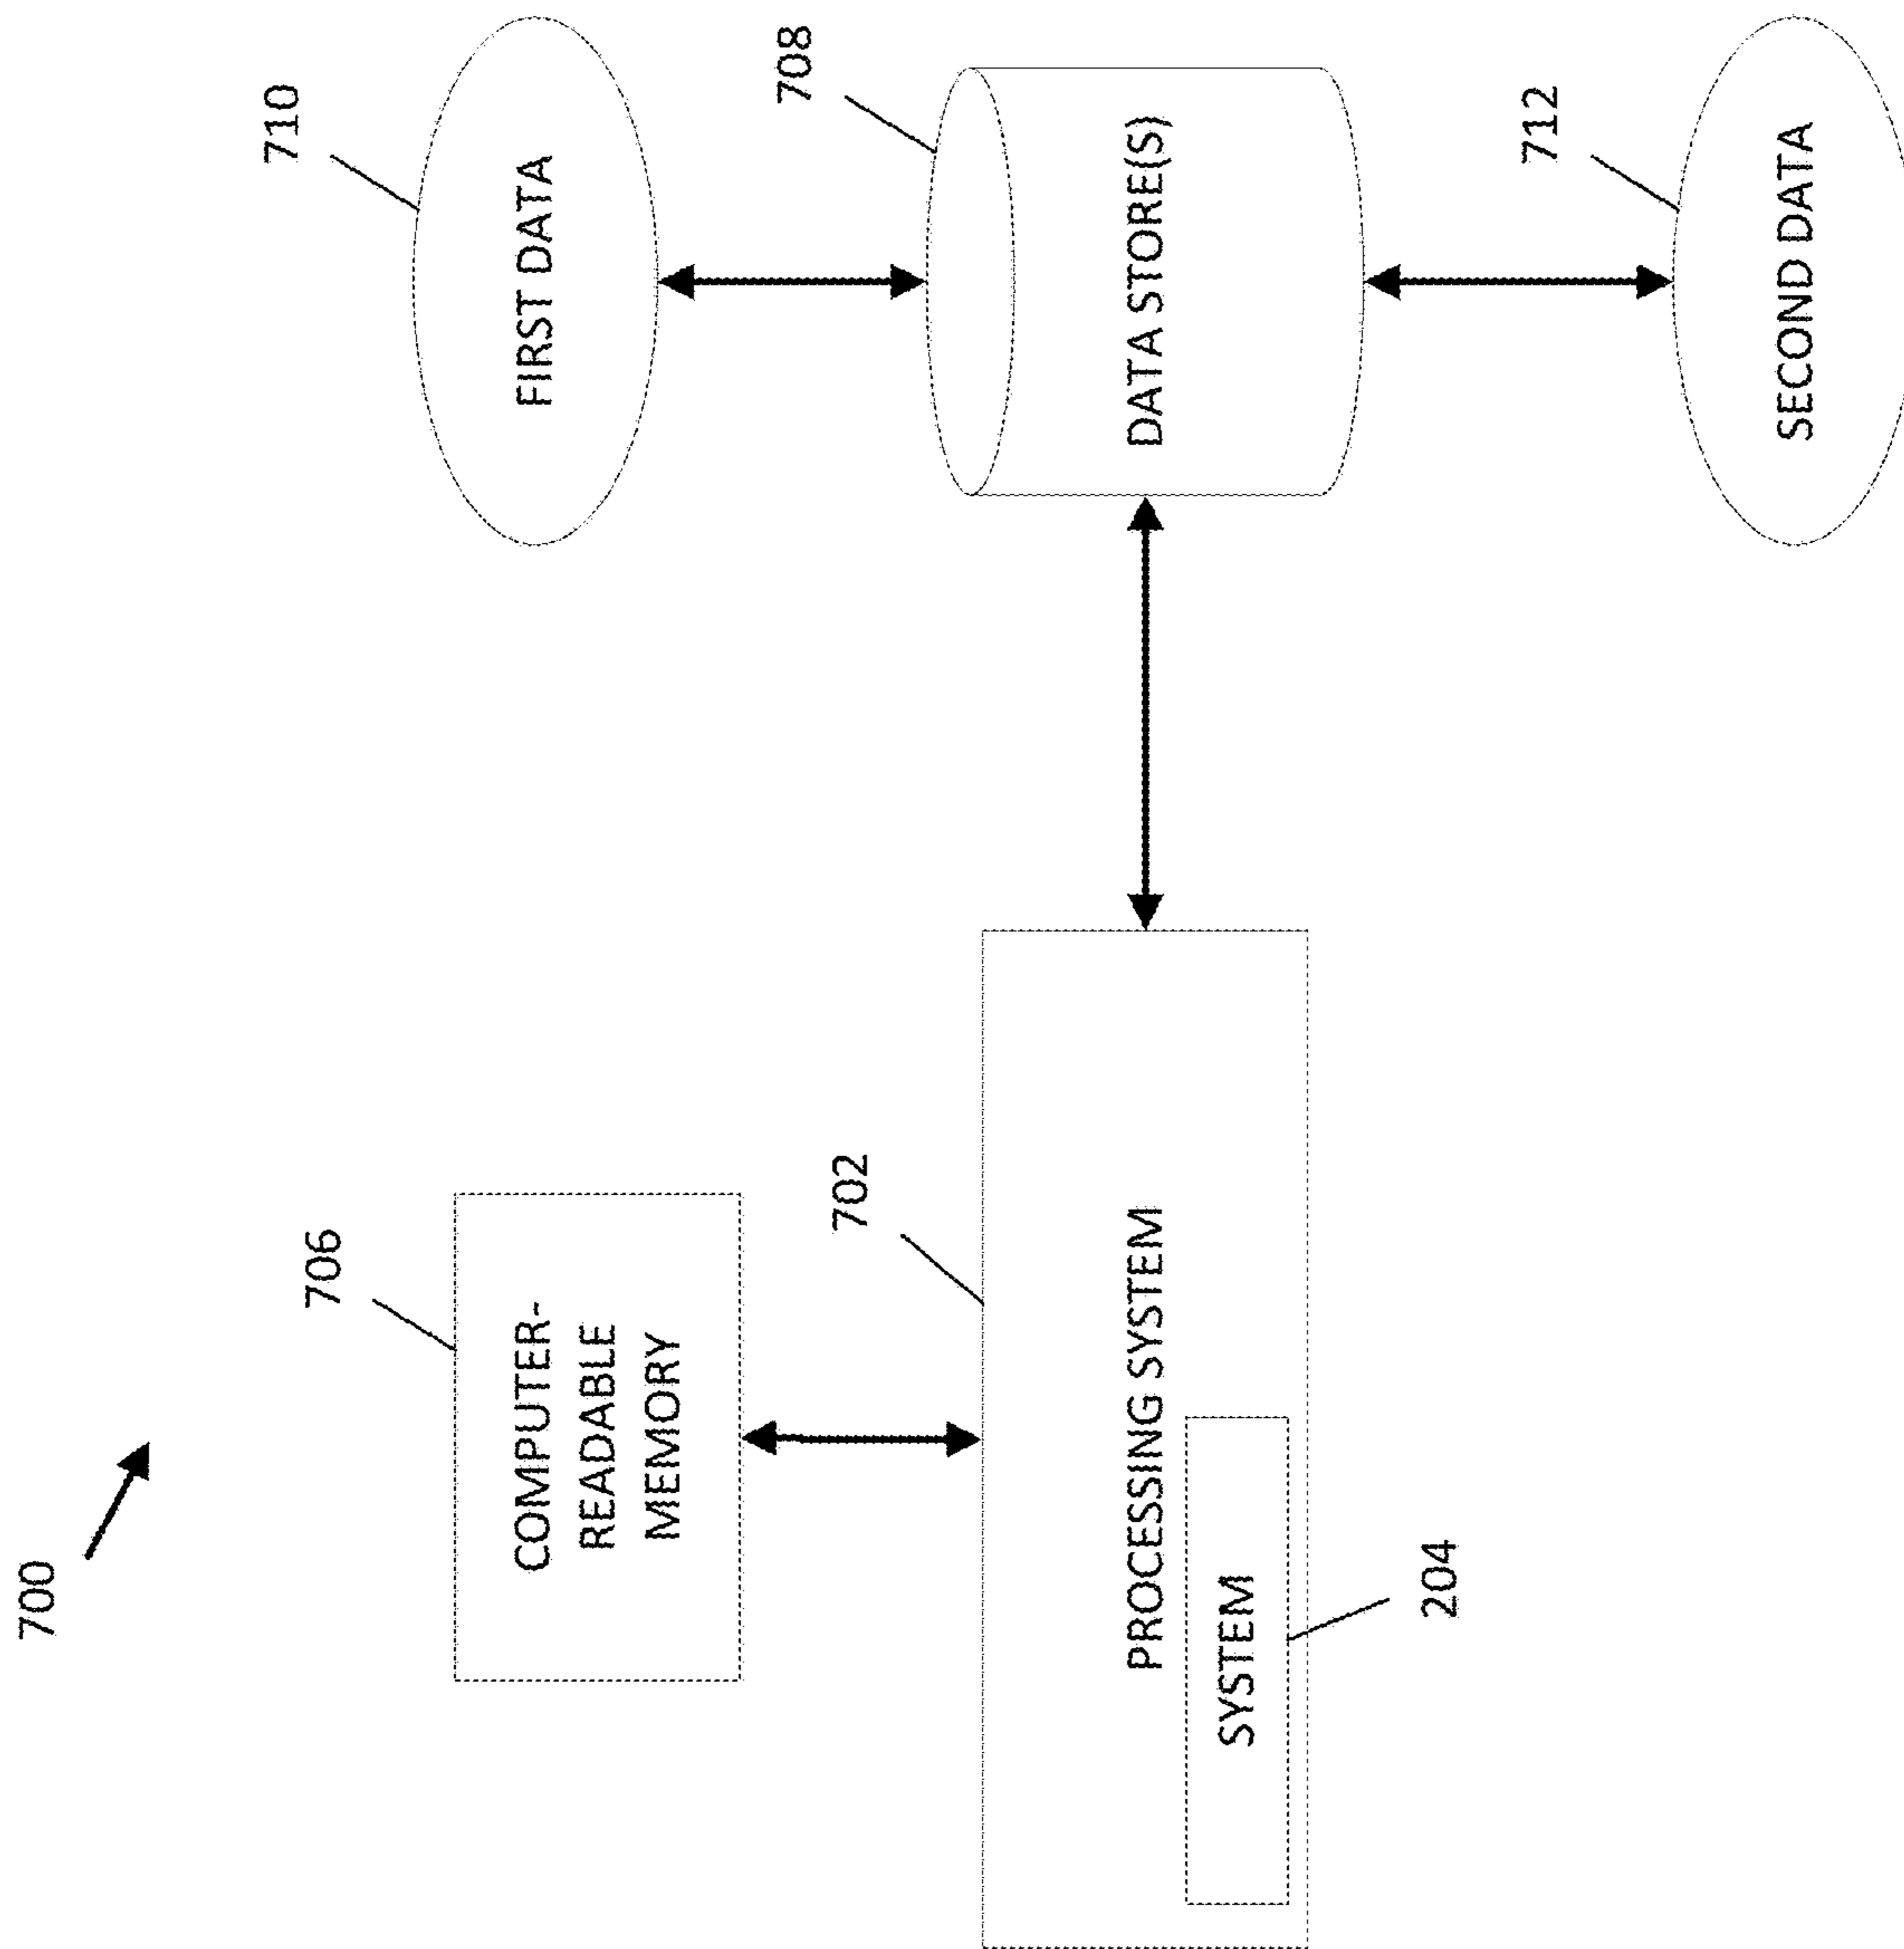 700
706
COMPUTER-
READABLE
MEMORY
702
PROCESSING SYSTEM
SYSTEM
204
710
FIRST DATA
708
DATA STORE(S)
712
SECOND DATA